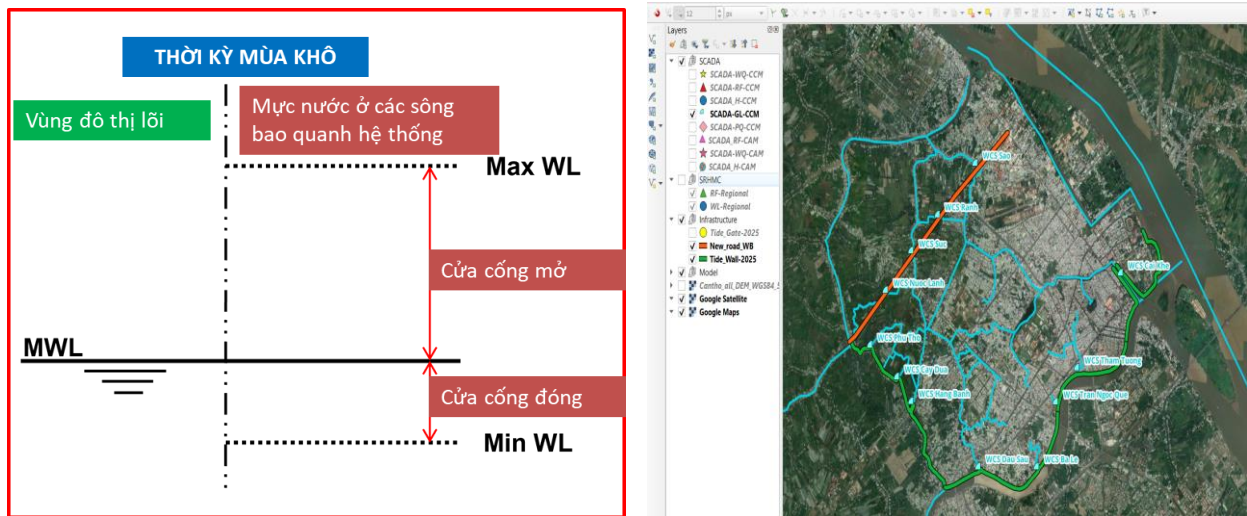 THỜI KỲ MÙA KHÔ
Vùng đô thị lõi
Mực nước ở các sông
bao quanh hệ thống
Max WL
Cửa cống mở
MWL
Cửa cống đóng
Min WL
12
px
Layers
SCADA
SCADA-WQ-CCM
SCADA-RF-CCM
SCADA_H-CCM
SCADA-GL-CCM
SCADA-PQ-CCM
SCADA_RF-CAM
SCADA-WQ-CAM
SCADA_H-CAM
SRHMC
RF-Regional
WL-Regional
Infrastructure
Tide_Gate-2025
New_road_WB
Tide_Wall-2025
Model
Cantho_all_DEM_WGS84_5
Google Satellite
Google Maps
WCS Sao
WCS Ranh
WCS Suc
WCS Nuoc Lanh
WCS Phu Tho
WCS Cay Dua
WCS Hang Banh
WCS Cai Khe
WCS Tham Tuong
WCS Tran Ngoc Que
WCS Dau Sau
WCS Ba Le